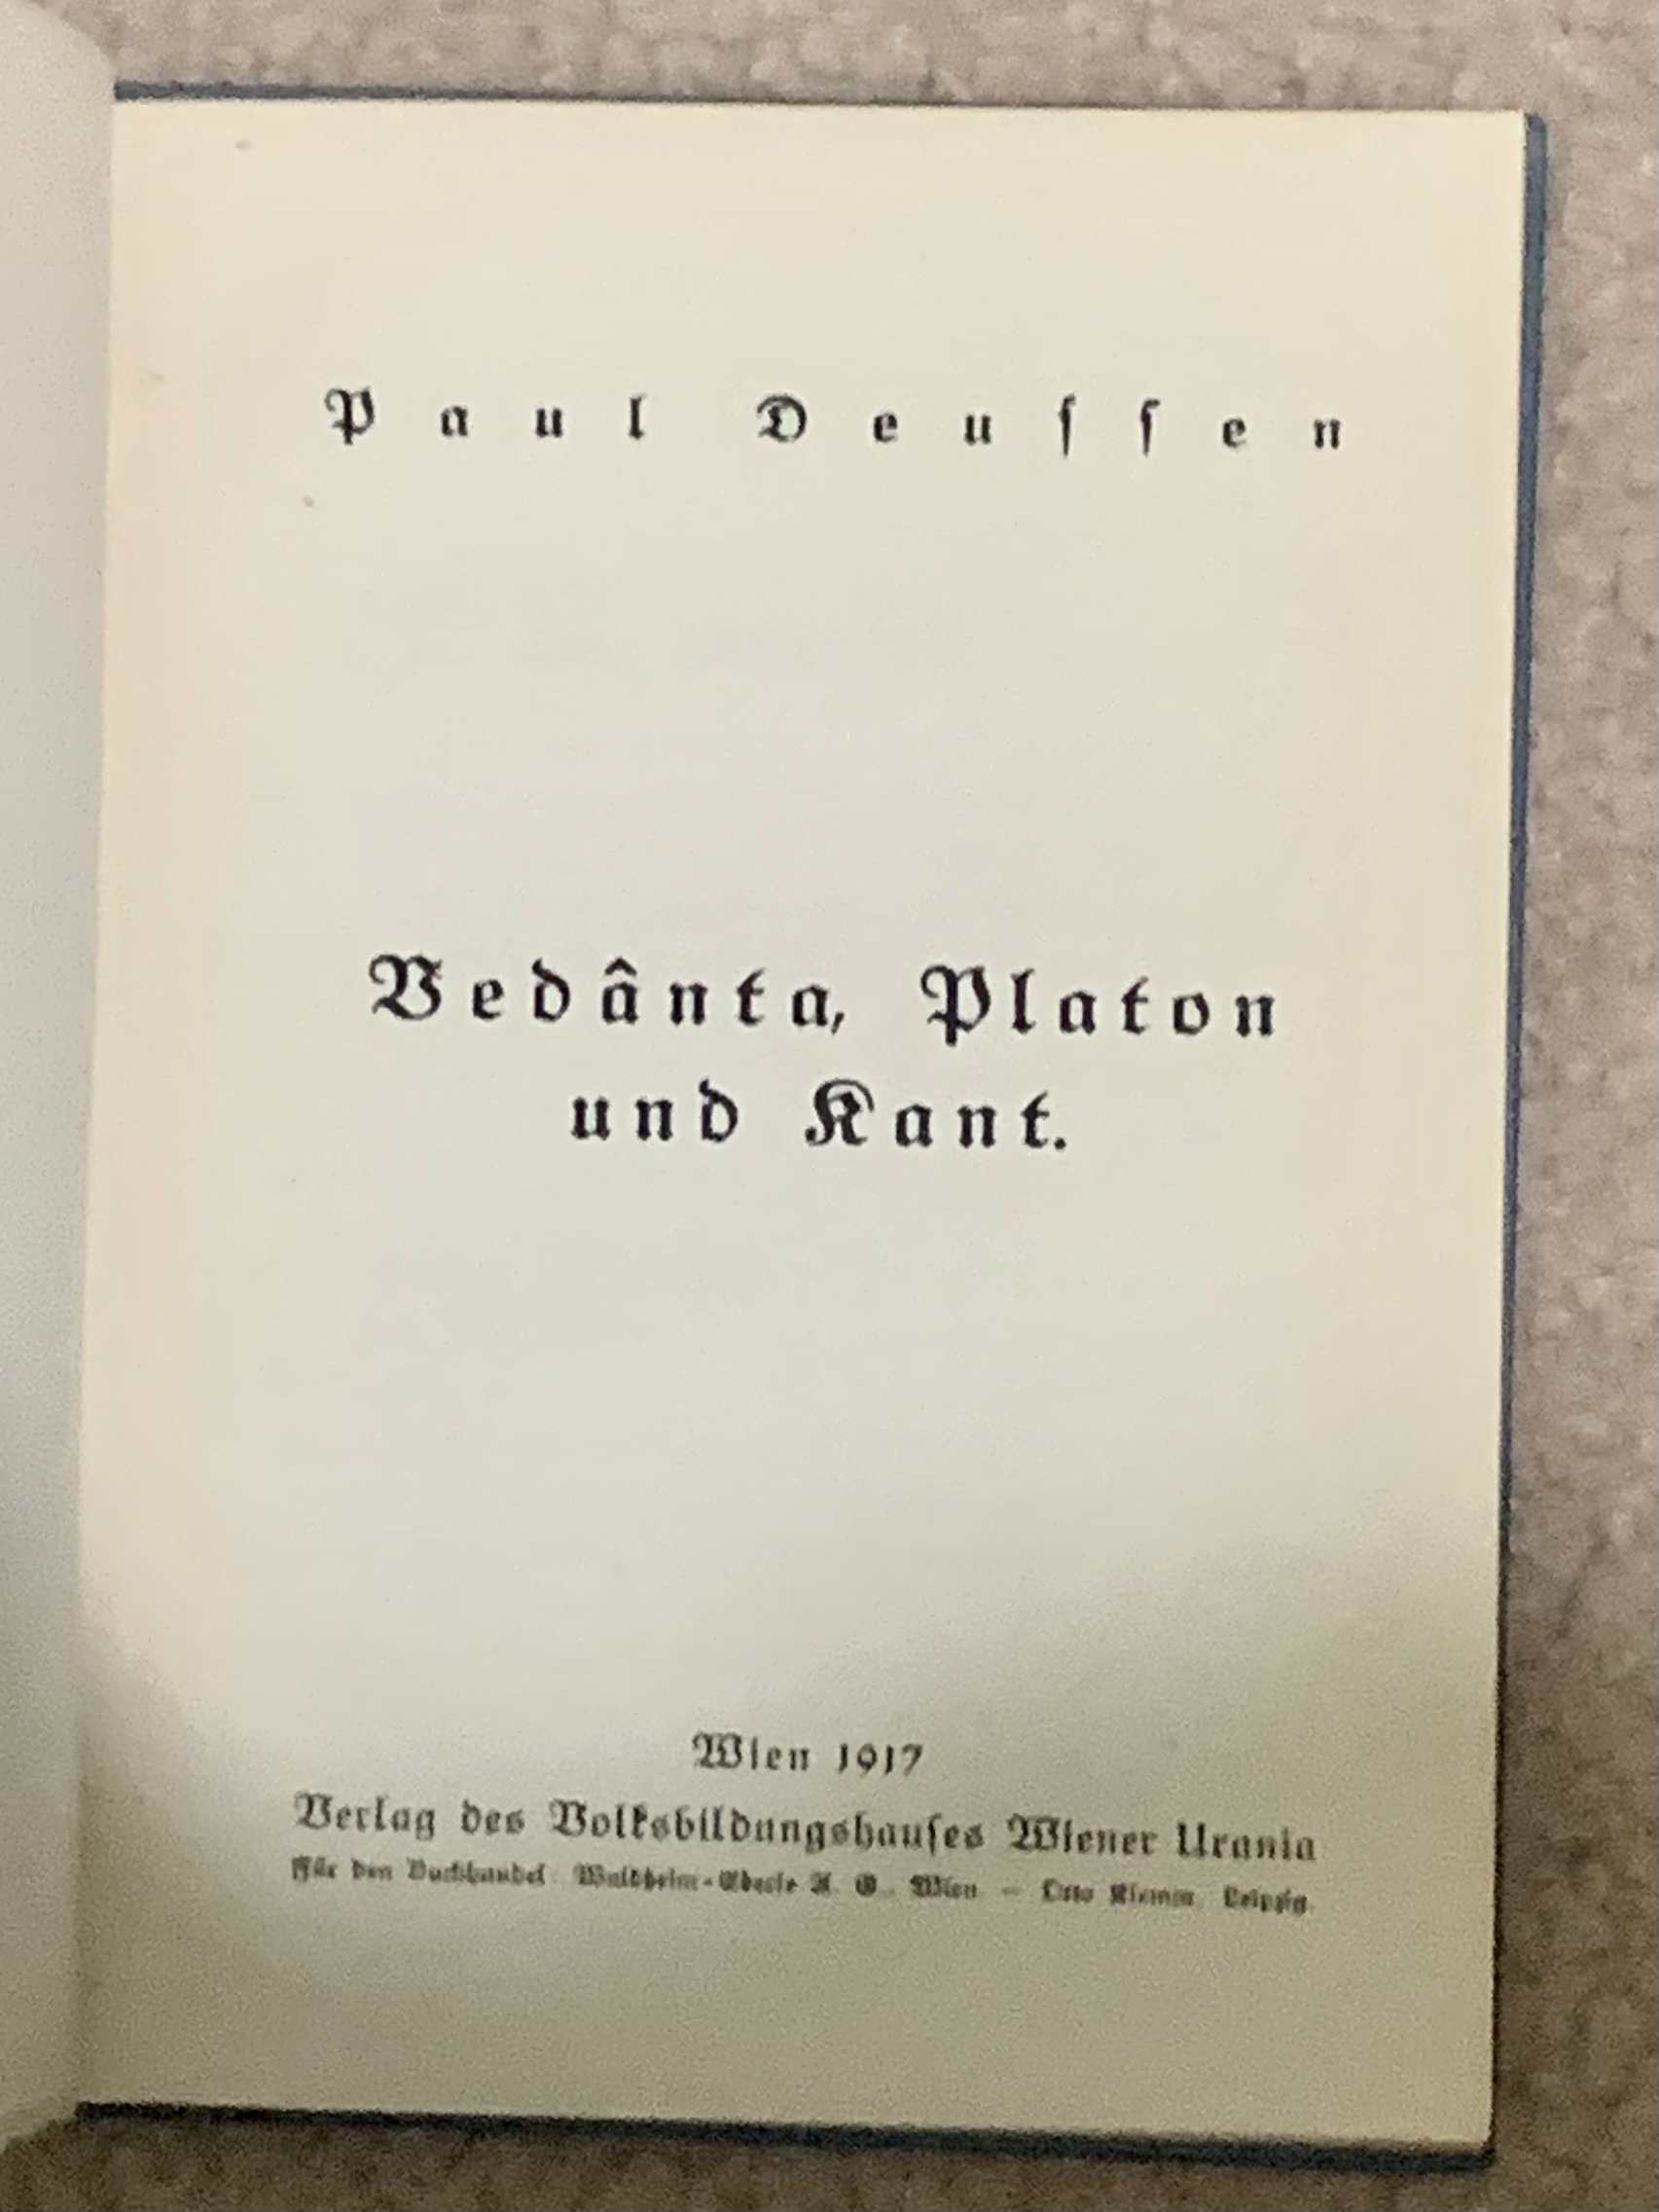 Paul Deussen
Vedânta, Platon
und Kant.
Wien 1917
Verlag des Volksbildungshauses Wiener Urania
Für den Buchhandel: Waldheim-Eberle A. G., Wien — Otto Klemm, Leipzig.